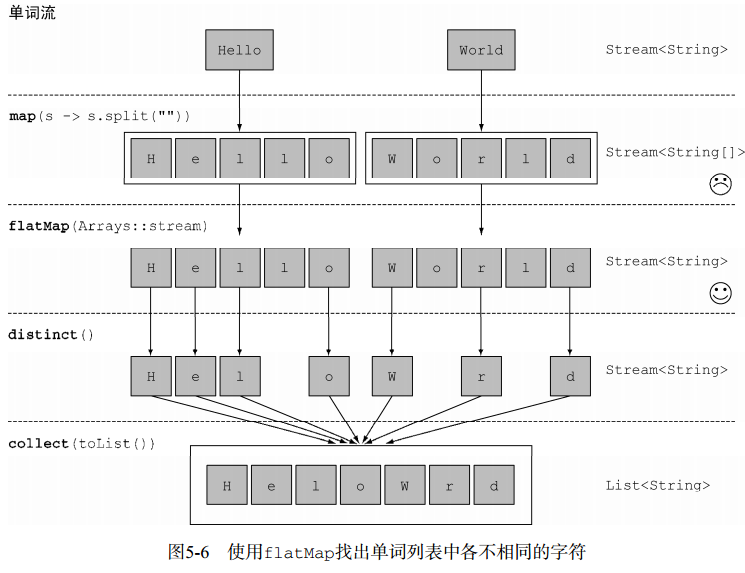 单词流
Hello World Stream<String>
map(s -> s.split(""))
H e l l o W o r l d Stream<String[]>
flatMap(Arrays::stream)
H e l l o W o r l d Stream<String>
distinct()
H e l o W r d Stream<String>
collect(toList())
H e l o W r d List<String>
图5-6 使用flatMap找出单词列表中各不相同的字符